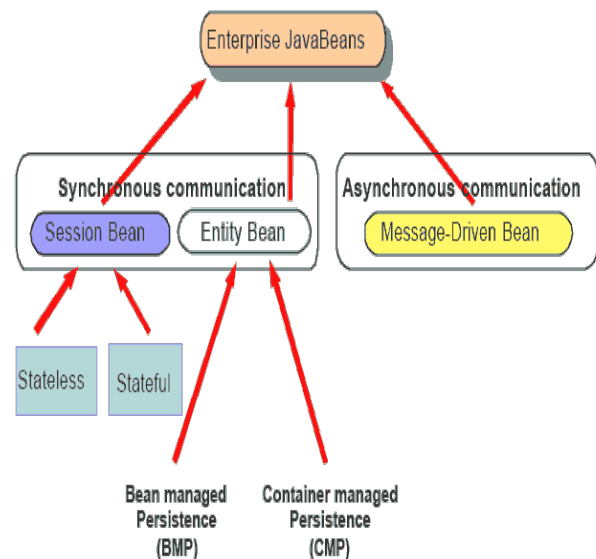 Enterprise JavaBeans
Synchronous communication
Asynchronous communication
Session Bean
Entity Bean
Message-Driven Bean
Stateless
Stateful
Bean managed
Persistence
(BMP)
Container managed
Persistence
(CMP)